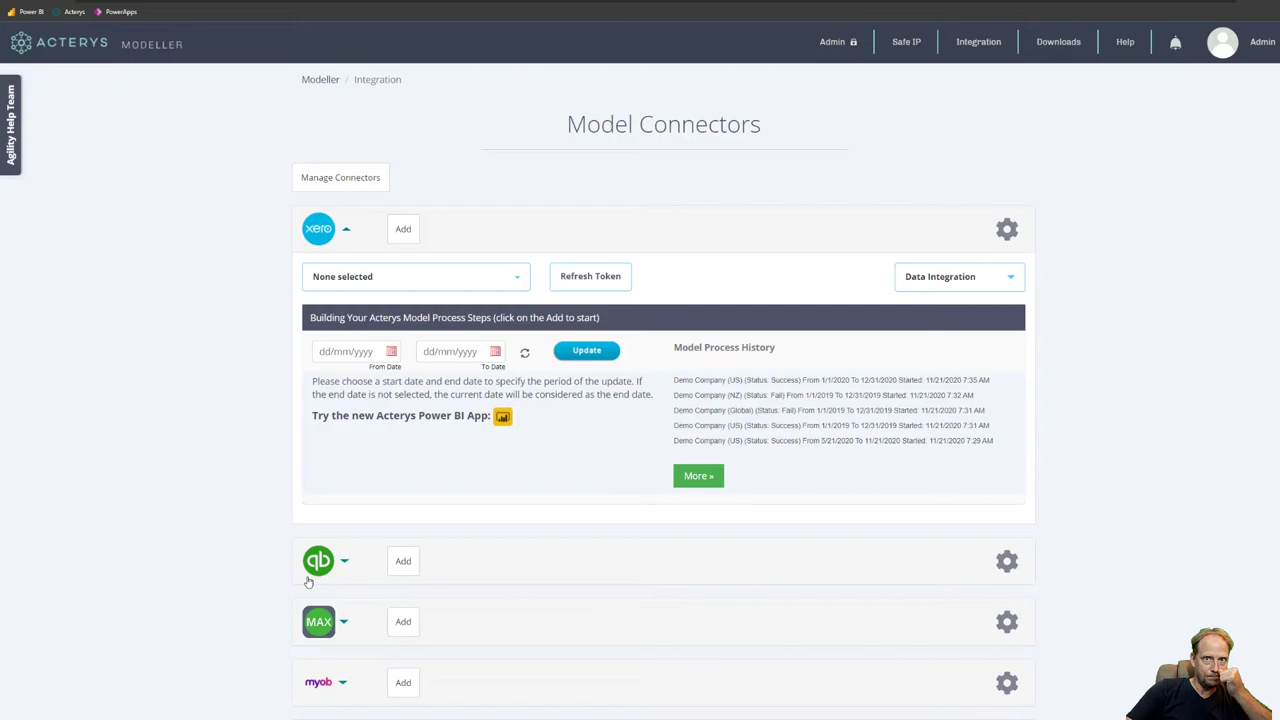 Power BI Acterys PowerApps
ACTERYS MODELLER Admin Safe IP Integration Downloads Help Admin
Agility Help Team
Modeller / Integration
Model Connectors
Manage Connectors
xero Add
None selected Refresh Token Data Integration
Building Your Acterys Model Process Steps (click on the Add to start)
dd/mm/yyyy dd/mm/yyyy Update
From Date To Date
Please choose a start date and end date to specify the period of the update. If
the end date is not selected, the current date will be considered as the end date.
Try the new Acterys Power BI App:
Model Process History
Demo Company (US) (Status: Success) From 1/1/2020 To 12/31/2020 Started: 11/21/2020 7:35 AM
Demo Company (NZ) (Status: Fail) From 1/1/2019 To 12/31/2019 Started: 11/21/2020 7:32 AM
Demo Company (Global) (Status: Fail) From 1/1/2019 To 12/31/2019 Started: 11/21/2020 7:31 AM
Demo Company (US) (Status: Success) From 1/1/2019 To 12/31/2019 Started: 11/21/2020 7:31 AM
Demo Company (US) (Status: Success) From 5/21/2020 To 11/21/2020 Started: 11/21/2020 7:29 AM
More »
qb Add
MAX Add
myob Add